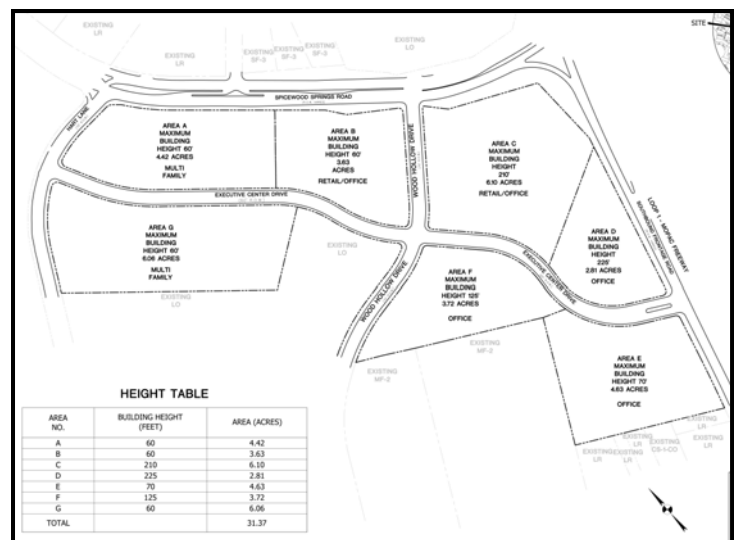 EXISTING
LR
EXISTING
LR
EXISTING
SF-3
EXISTING
SF-3
EXISTING
SF-3
EXISTING
LO
SITE
HART LANE
SPICEWOOD SPRINGS ROAD
AREA A
MAXIMUM
BUILDING
HEIGHT 60'
4.42 ACRES
MULTI
FAMILY
AREA B
MAXIMUM
BUILDING
HEIGHT 60'
3.63
ACRES
RETAIL/OFFICE
WOOD HOLLOW DRIVE
AREA C
MAXIMUM
BUILDING
HEIGHT
210'
6.10 ACRES
RETAIL/OFFICE
LOOP 1 - MOPAC FREEWAY
SOUTHBOUND FRONTAGE ROAD
EXECUTIVE CENTER DRIVE
AREA G
MAXIMUM
BUILDING
HEIGHT 60'
6.06 ACRES
MULTI
FAMILY
EXISTING
LO
EXISTING
LO
WOOD HOLLOW DRIVE
AREA D
MAXIMUM
BUILDING
HEIGHT
225'
2.81 ACRES
OFFICE
EXECUTIVE CENTER DRIVE
AREA F
MAXIMUM
BUILDING
HEIGHT 125'
3.72 ACRES
OFFICE
EXISTING
MF-2
EXISTING
MF-2
AREA E
MAXIMUM
BUILDING
HEIGHT 70'
4.63 ACRES
OFFICE
EXISTING
LR
EXISTING
LR
EXISTING
LR
EXISTING
CS-1-CO
EXISTING
LR
HEIGHT TABLE
AREA NO. BUILDING HEIGHT (FEET) AREA (ACRES)
A 60 4.42
B 60 3.63
C 210 6.10
D 225 2.81
E 70 4.63
F 125 3.72
G 60 6.06
TOTAL 31.37